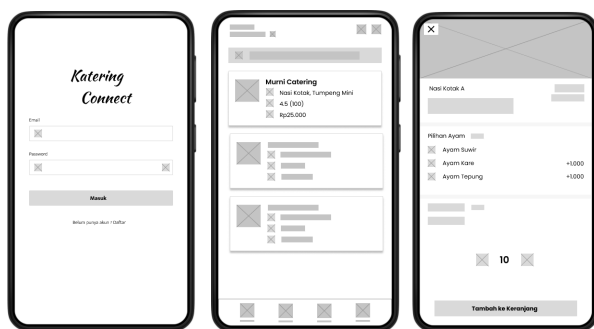 Katering
Connect
Email
Password
Masuk
Belum punya akun ? Daftar
Murni Catering
Nasi Kotak, Tumpeng Mini
4.5 (100)
Rp25.000
Nasi Kotak A
Pilihan Ayam
Ayam Suwir
Ayam Kare +1.000
Ayam Tepung +1.000
10
Tambah ke Keranjang